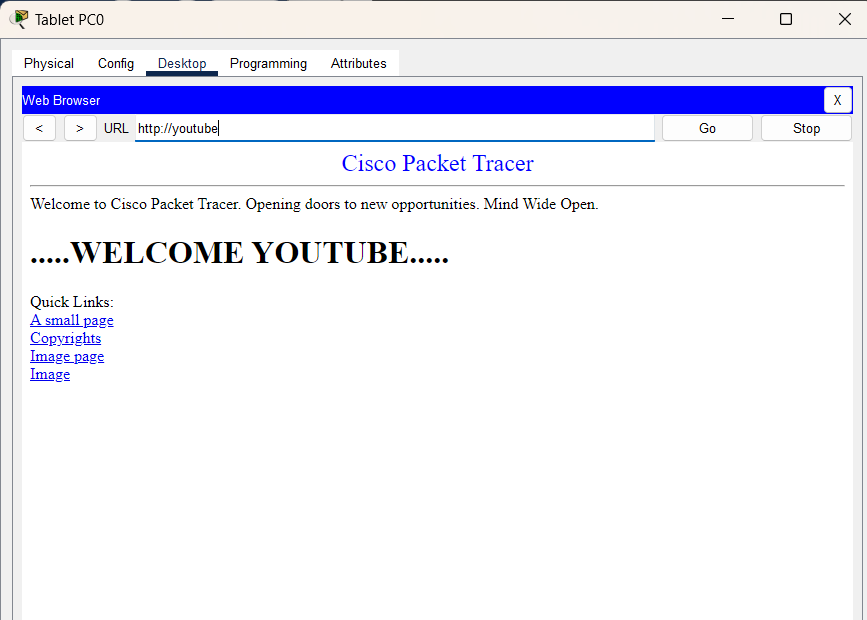 Tablet PC0
Physical Config Desktop Programming Attributes
Web Browser X
< > URL http://youtube Go Stop
Cisco Packet Tracer
Welcome to Cisco Packet Tracer. Opening doors to new opportunities. Mind Wide Open.
.....WELCOME YOUTUBE.....
Quick Links:
A small page
Copyrights
Image page
Image